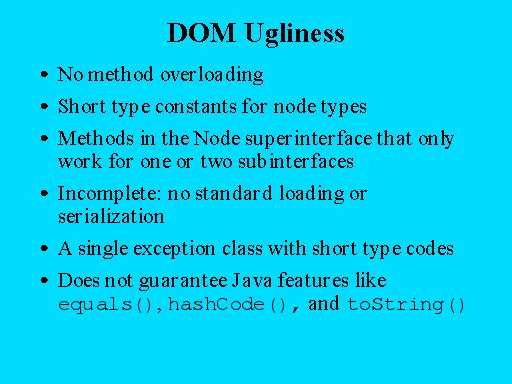 DOM Ugliness
• No method overloading
• Short type constants for node types
• Methods in the Node superinterface that only
work for one or two subinterfaces
• Incomplete: no standard loading or
serialization
• A single exception class with short type codes
• Does not guarantee Java features like
equals(), hashCode(), and toString()